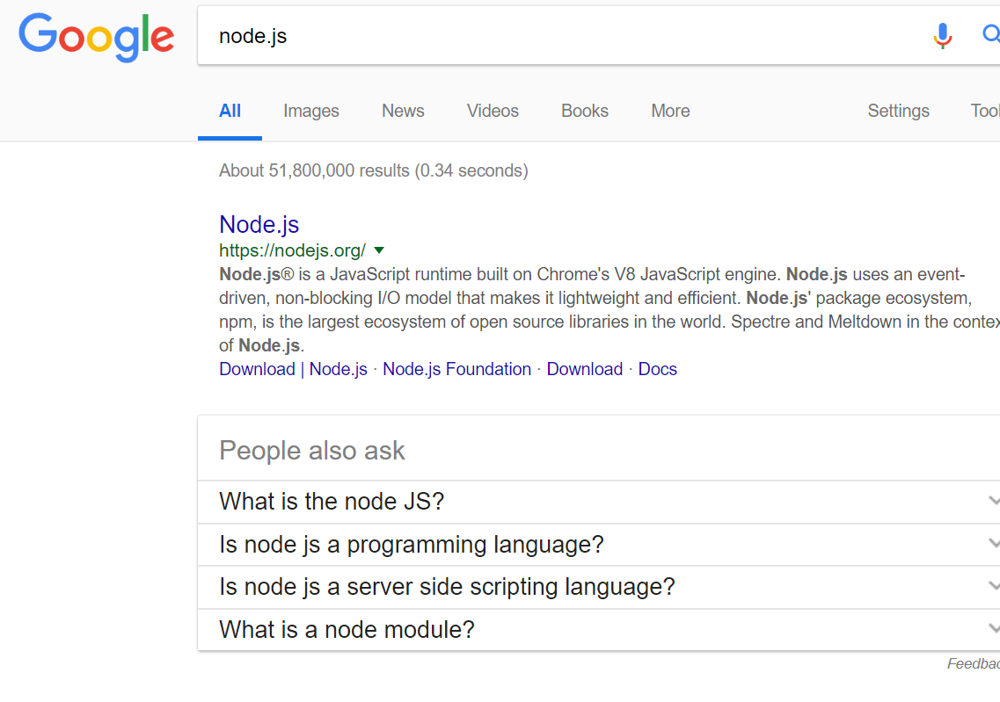 Google
node.js
All Images News Videos Books More Settings
About 51,800,000 results (0.34 seconds)
Node.js
https://nodejs.org/
Node.js® is a JavaScript runtime built on Chrome's V8 JavaScript engine. Node.js uses an event-
driven, non-blocking I/O model that makes it lightweight and efficient. Node.js' package ecosystem,
npm, is the largest ecosystem of open source libraries in the world. Spectre and Meltdown in the
of Node.js.
Download | Node.js · Node.js Foundation · Download · Docs
People also ask
What is the node JS?
Is node js a programming language?
Is node js a server side scripting language?
What is a node module?